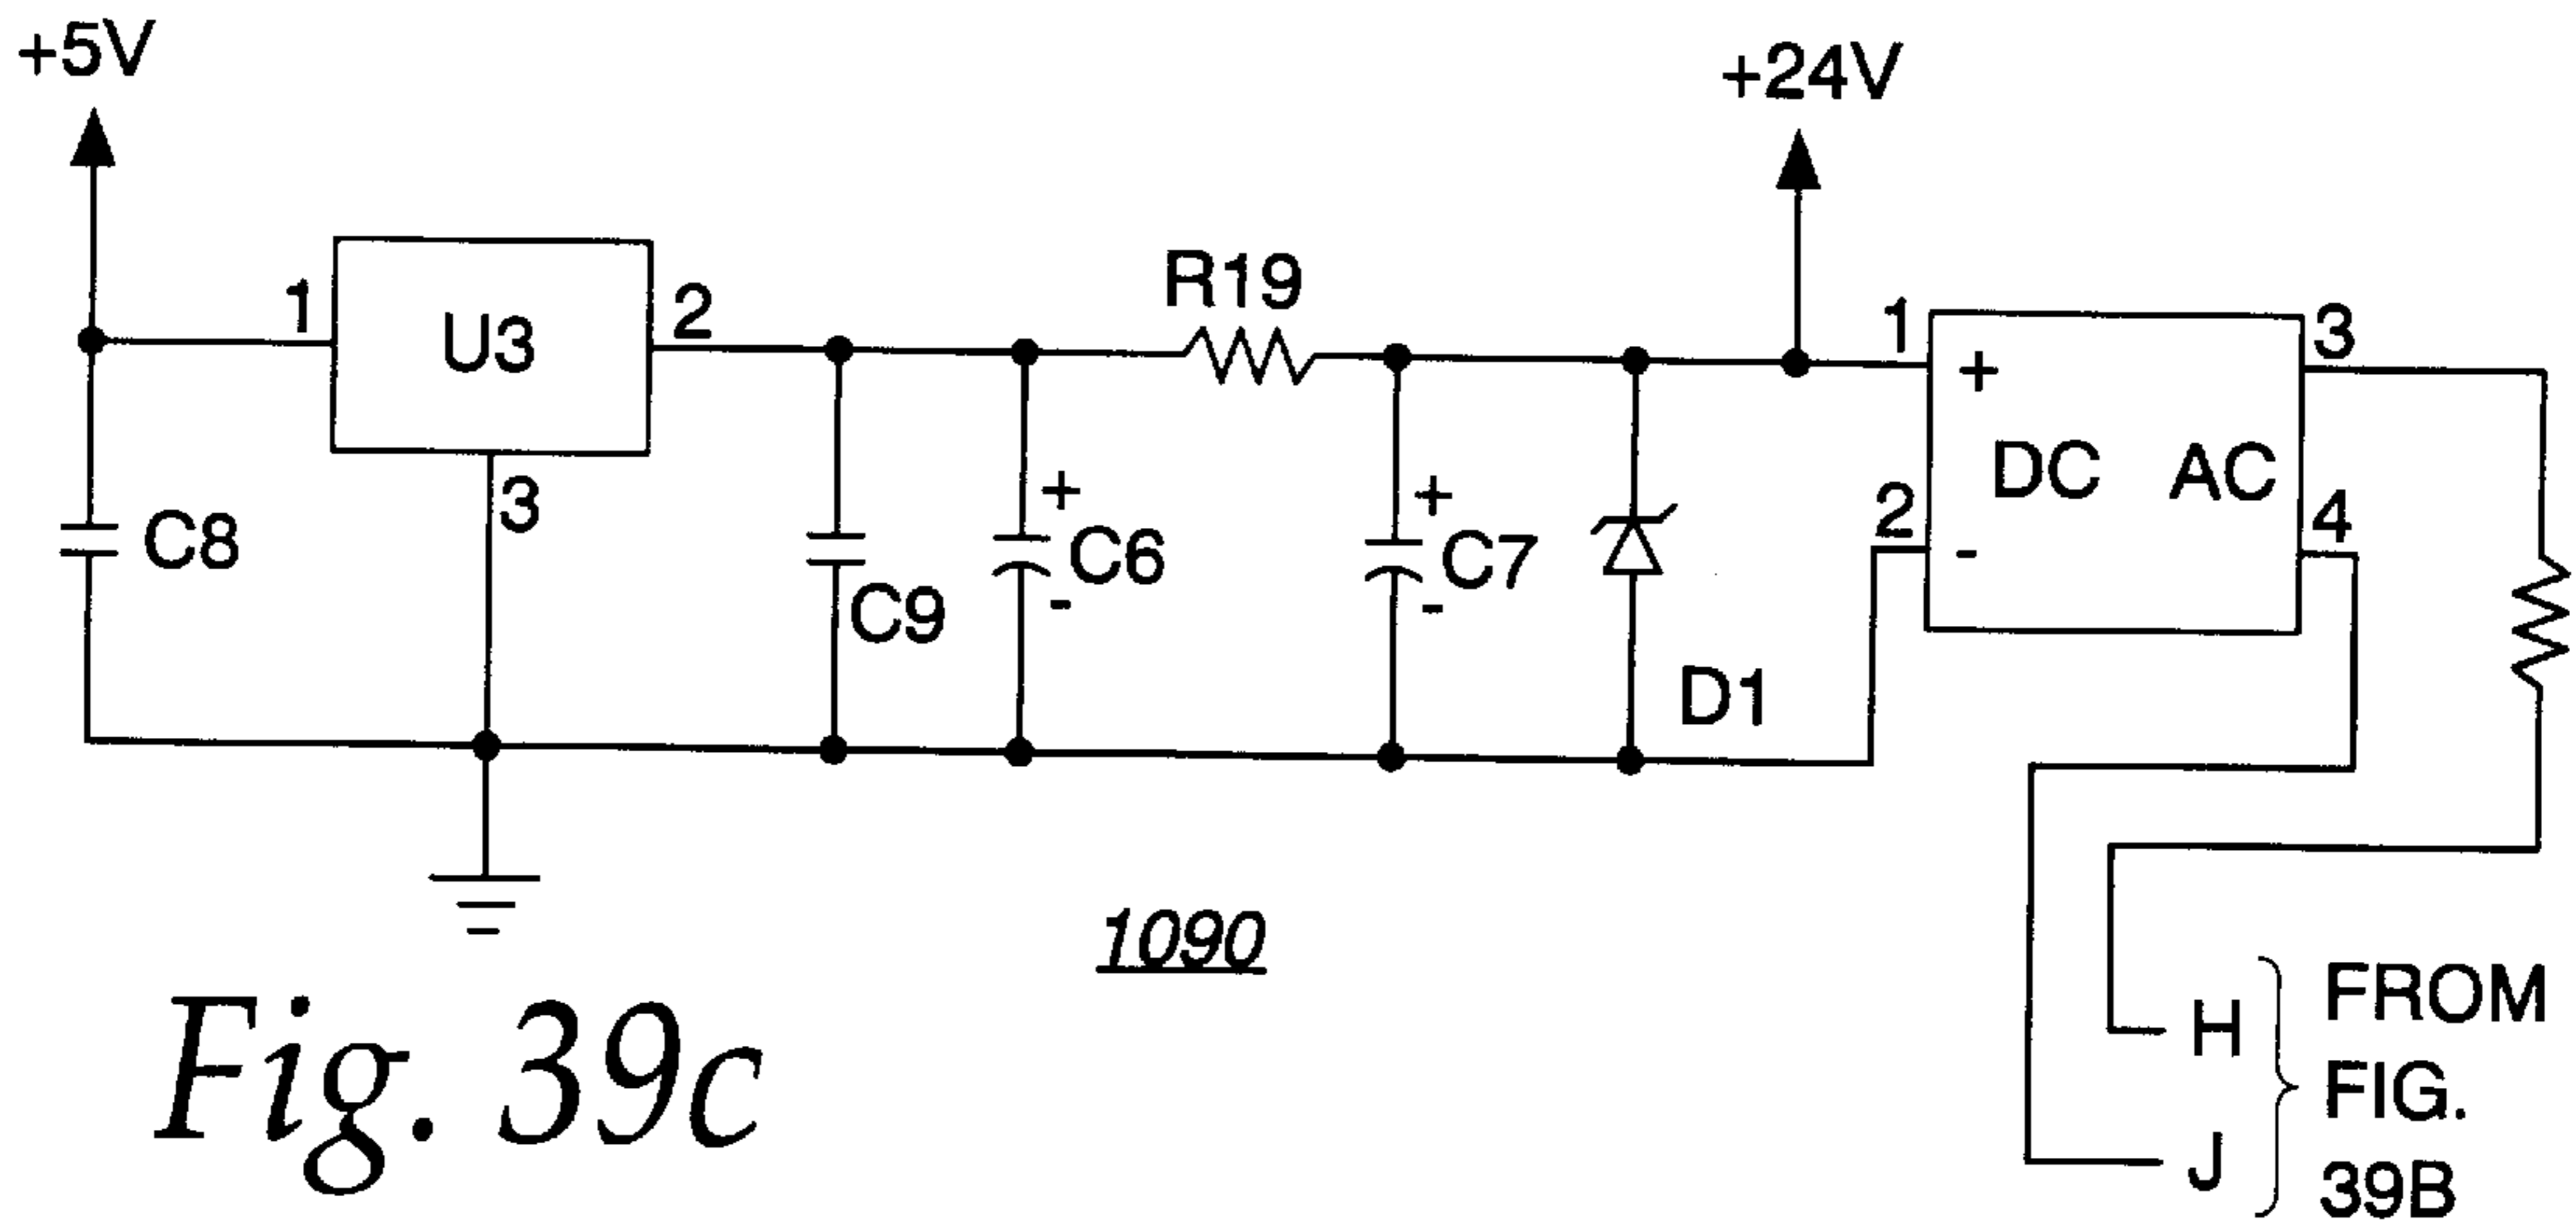 +5V
+24V
1
U3
2
3
R19
C8
C9
+
C6
-
+
C7
-
D1
1
+
DC AC
3
2
-
4
1090
H
J
FROM
FIG.
39B
Fig. 39c